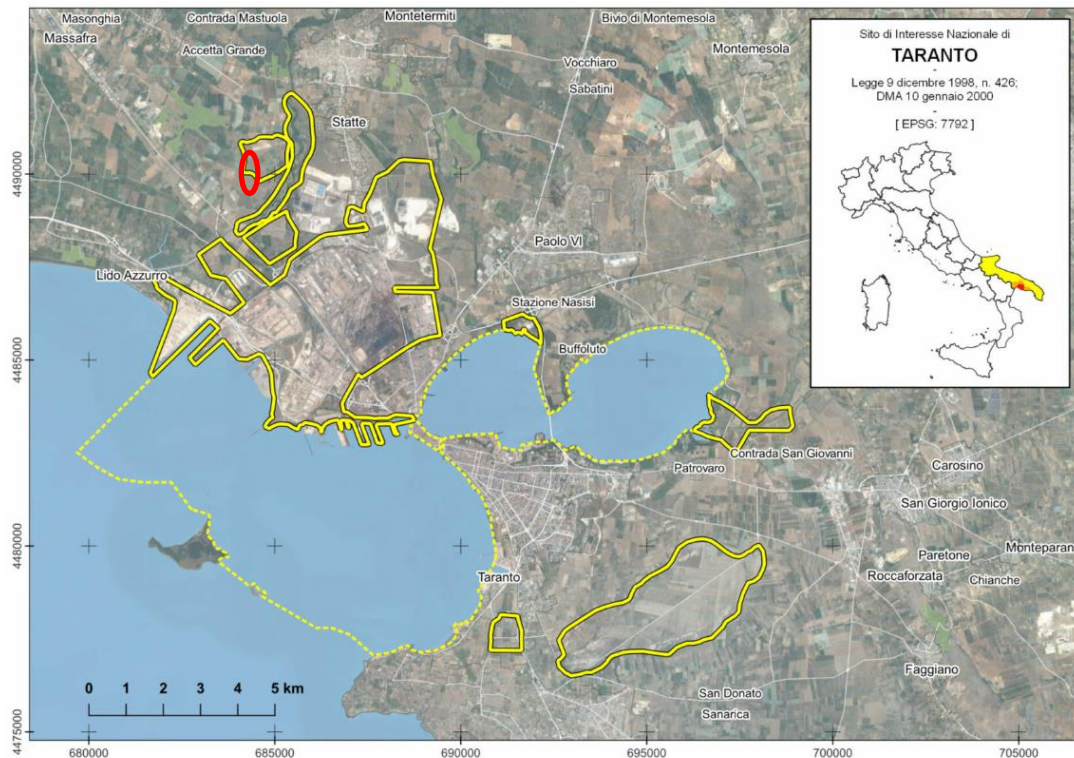 Masonghia
Contrada Mastuola
Montetermiti
Bivio di Montemesola
Massafra
Accetta Grande
Montemesola
Vocchiaro
Sabatini
Statte
Sito di Interesse Nazionale di
TARANTO
-
Legge 9 dicembre 1998, n. 426;
DMA 10 gennaio 2000
-
[ EPSG: 7792 ]
4490000
Paolo VI
Lido Azzurro
Stazione Nasisi
Buffoluto
4485000
Contrada San Giovanni
Patrovaro
Carosino
San Giorgio Ionico
4480000
Paretone
Monteparan
Taranto
Roccaforzata
Chianche
Faggiano
0 1 2 3 4 5 km
San Donato
Sanarica
4475000
680000 685000 690000 695000 700000 705000